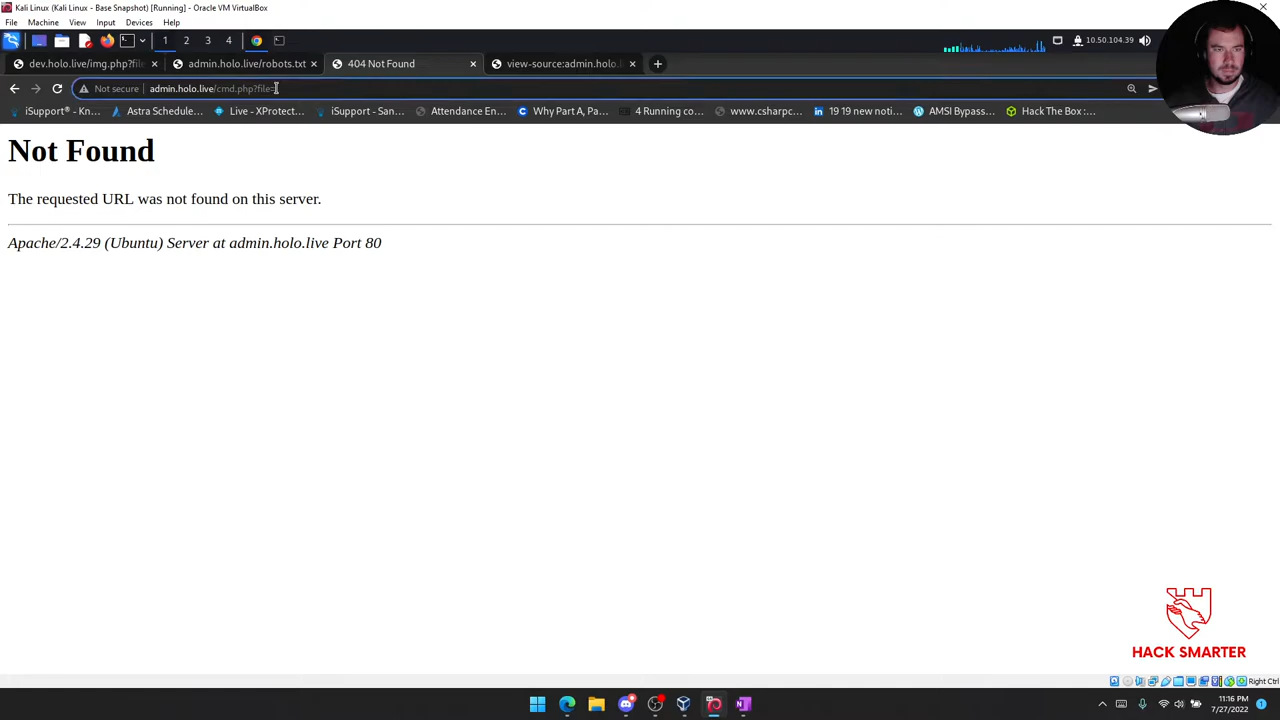 Kali Linux (Kali Linux - Base Snapshot) [Running] - Oracle VM VirtualBox
File Machine View Input Devices Help
1 2 3 4 10.50.104.39
dev.holo.live/img.php?file admin.holo.live/robots.txt 404 Not Found view-source:admin.holo.l
Not secure admin.holo.live/cmd.php?file=
iSupport® - Kn... Astra Schedule... Live - XProtect... iSupport - San... Attendance En... Why Part A, Pa... 4 Running co... www.csharpc... 19 19 new noti... AMSI Bypass... Hack The Box :...
Not Found
The requested URL was not found on this server.
Apache/2.4.29 (Ubuntu) Server at admin.holo.live Port 80
HACK SMARTER
Right Ctrl
11:16 PM
7/27/2022